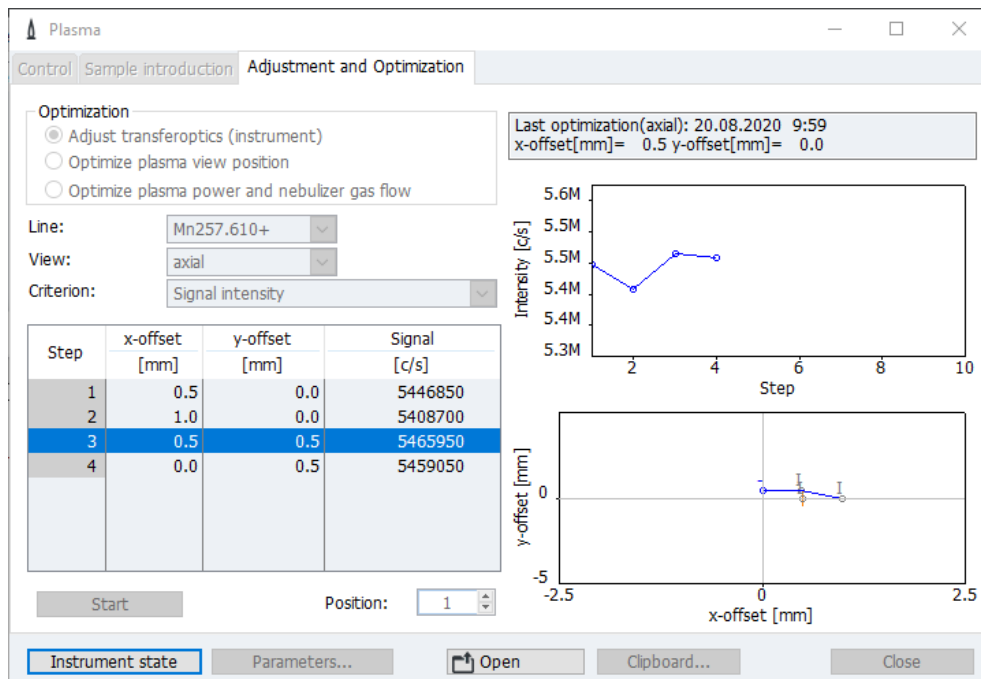 Plasma
Control Sample introduction Adjustment and Optimization
Optimization
Adjust transferoptics (instrument)
Optimize plasma view position
Optimize plasma power and nebulizer gas flow
Line: Mn257.610+
View: axial
Criterion: Signal intensity
Step x-offset y-offset Signal
[mm] [mm] [c/s]
1 0.5 0.0 5446850
2 1.0 0.0 5408700
3 0.5 0.5 5465950
4 0.0 0.5 5459050
Start Position: 1
Last optimization(axial): 20.08.2020 9:59
x-offset[mm]= 0.5 y-offset[mm]= 0.0
Intensity [c/s]
5.6M
5.5M
5.5M
5.4M
5.4M
5.3M
2 4 6 8 10
Step
y-offset [mm]
0
-5
-2.5 0 2.5
x-offset [mm]
Instrument state Parameters... Open Clipboard... Close